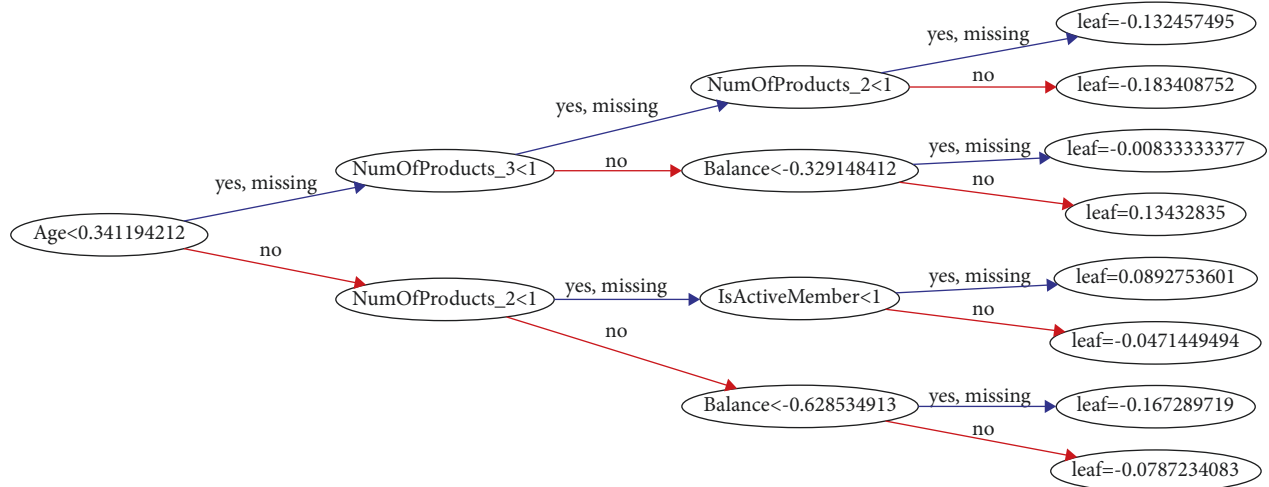 leaf=-0.132457495
yes, missing
NumOfProducts_2<1
no
leaf=-0.183408752
yes, missing
NumOfProducts_3<1
no
Balance<-0.329148412
yes, missing
leaf=-0.00833333377
no
leaf=0.13432835
yes, missing
Age<0.341194212
no
NumOfProducts_2<1
yes, missing
IsActiveMember<1
yes, missing
leaf=0.0892753601
no
leaf=-0.0471449494
no
Balance<-0.628534913
yes, missing
leaf=-0.167289719
no
leaf=-0.0787234083